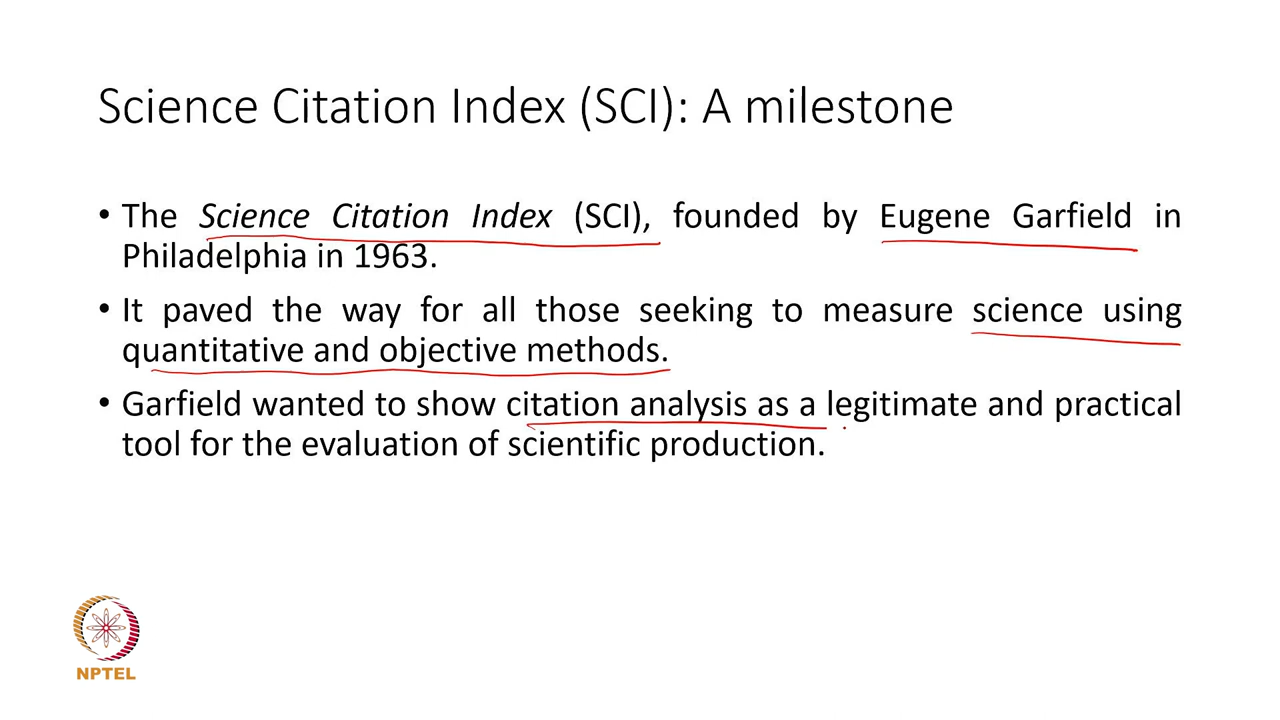 Science Citation Index (SCI): A milestone
• The Science Citation Index (SCI), founded by Eugene Garfield in
Philadelphia in 1963.
• It paved the way for all those seeking to measure science using
quantitative and objective methods.
• Garfield wanted to show citation analysis as a legitimate and practical
tool for the evaluation of scientific production.
NPTEL